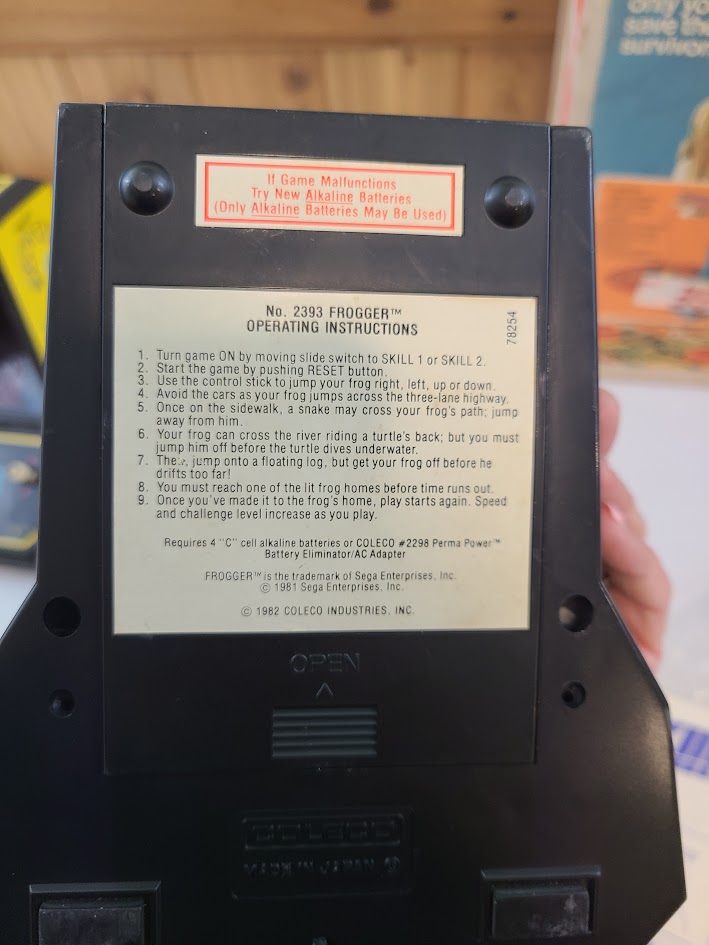 only yo
save the
survivor
If Game Malfunctions
Try New Alkaline Batteries
(Only Alkaline Batteries May Be Used)
No. 2393 FROGGER™
OPERATING INSTRUCTIONS
78254
1. Turn game ON by moving slide switch to SKILL 1 or SKILL 2.
2. Start the game by pushing RESET button.
3. Use the control stick to jump your frog right, left, up or down.
4. Avoid the cars as your frog jumps across the three-lane highway.
5. Once on the sidewalk, a snake may cross your frog's path; jump
away from him.
6. Your frog can cross the river riding a turtle's back; but you must
jump him off before the turtle dives underwater.
7. Then, jump onto a floating log, but get your frog off before he
drifts too far!
8. You must reach one of the lit frog homes before time runs out.
9. Once you've made it to the frog's home, play starts again. Speed
and challenge level increase as you play.
Requires 4 "C" cell alkaline batteries or COLECO #2298 Perma Power™
Battery Eliminator/AC Adapter
FROGGER™ is the trademark of Sega Enterprises, Inc.
© 1981 Sega Enterprises, Inc.
© 1982 COLECO INDUSTRIES, INC.
OPEN
COLECO